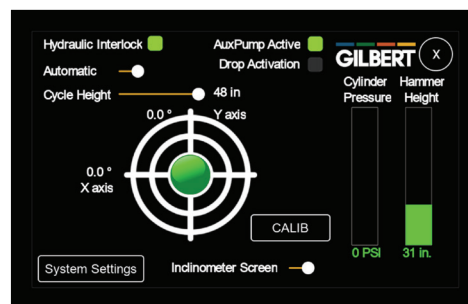 Hydraulic Interlock
AuxPump Active
GILBERT
X
Automatic
Drop Activation
Cycle Height
48 in
Cylinder
Pressure
Hammer
Height
0.0 °
Y axis
0.0 °
X axis
CALIB
0 PSI
31 in.
System Settings
Inclinometer Screen